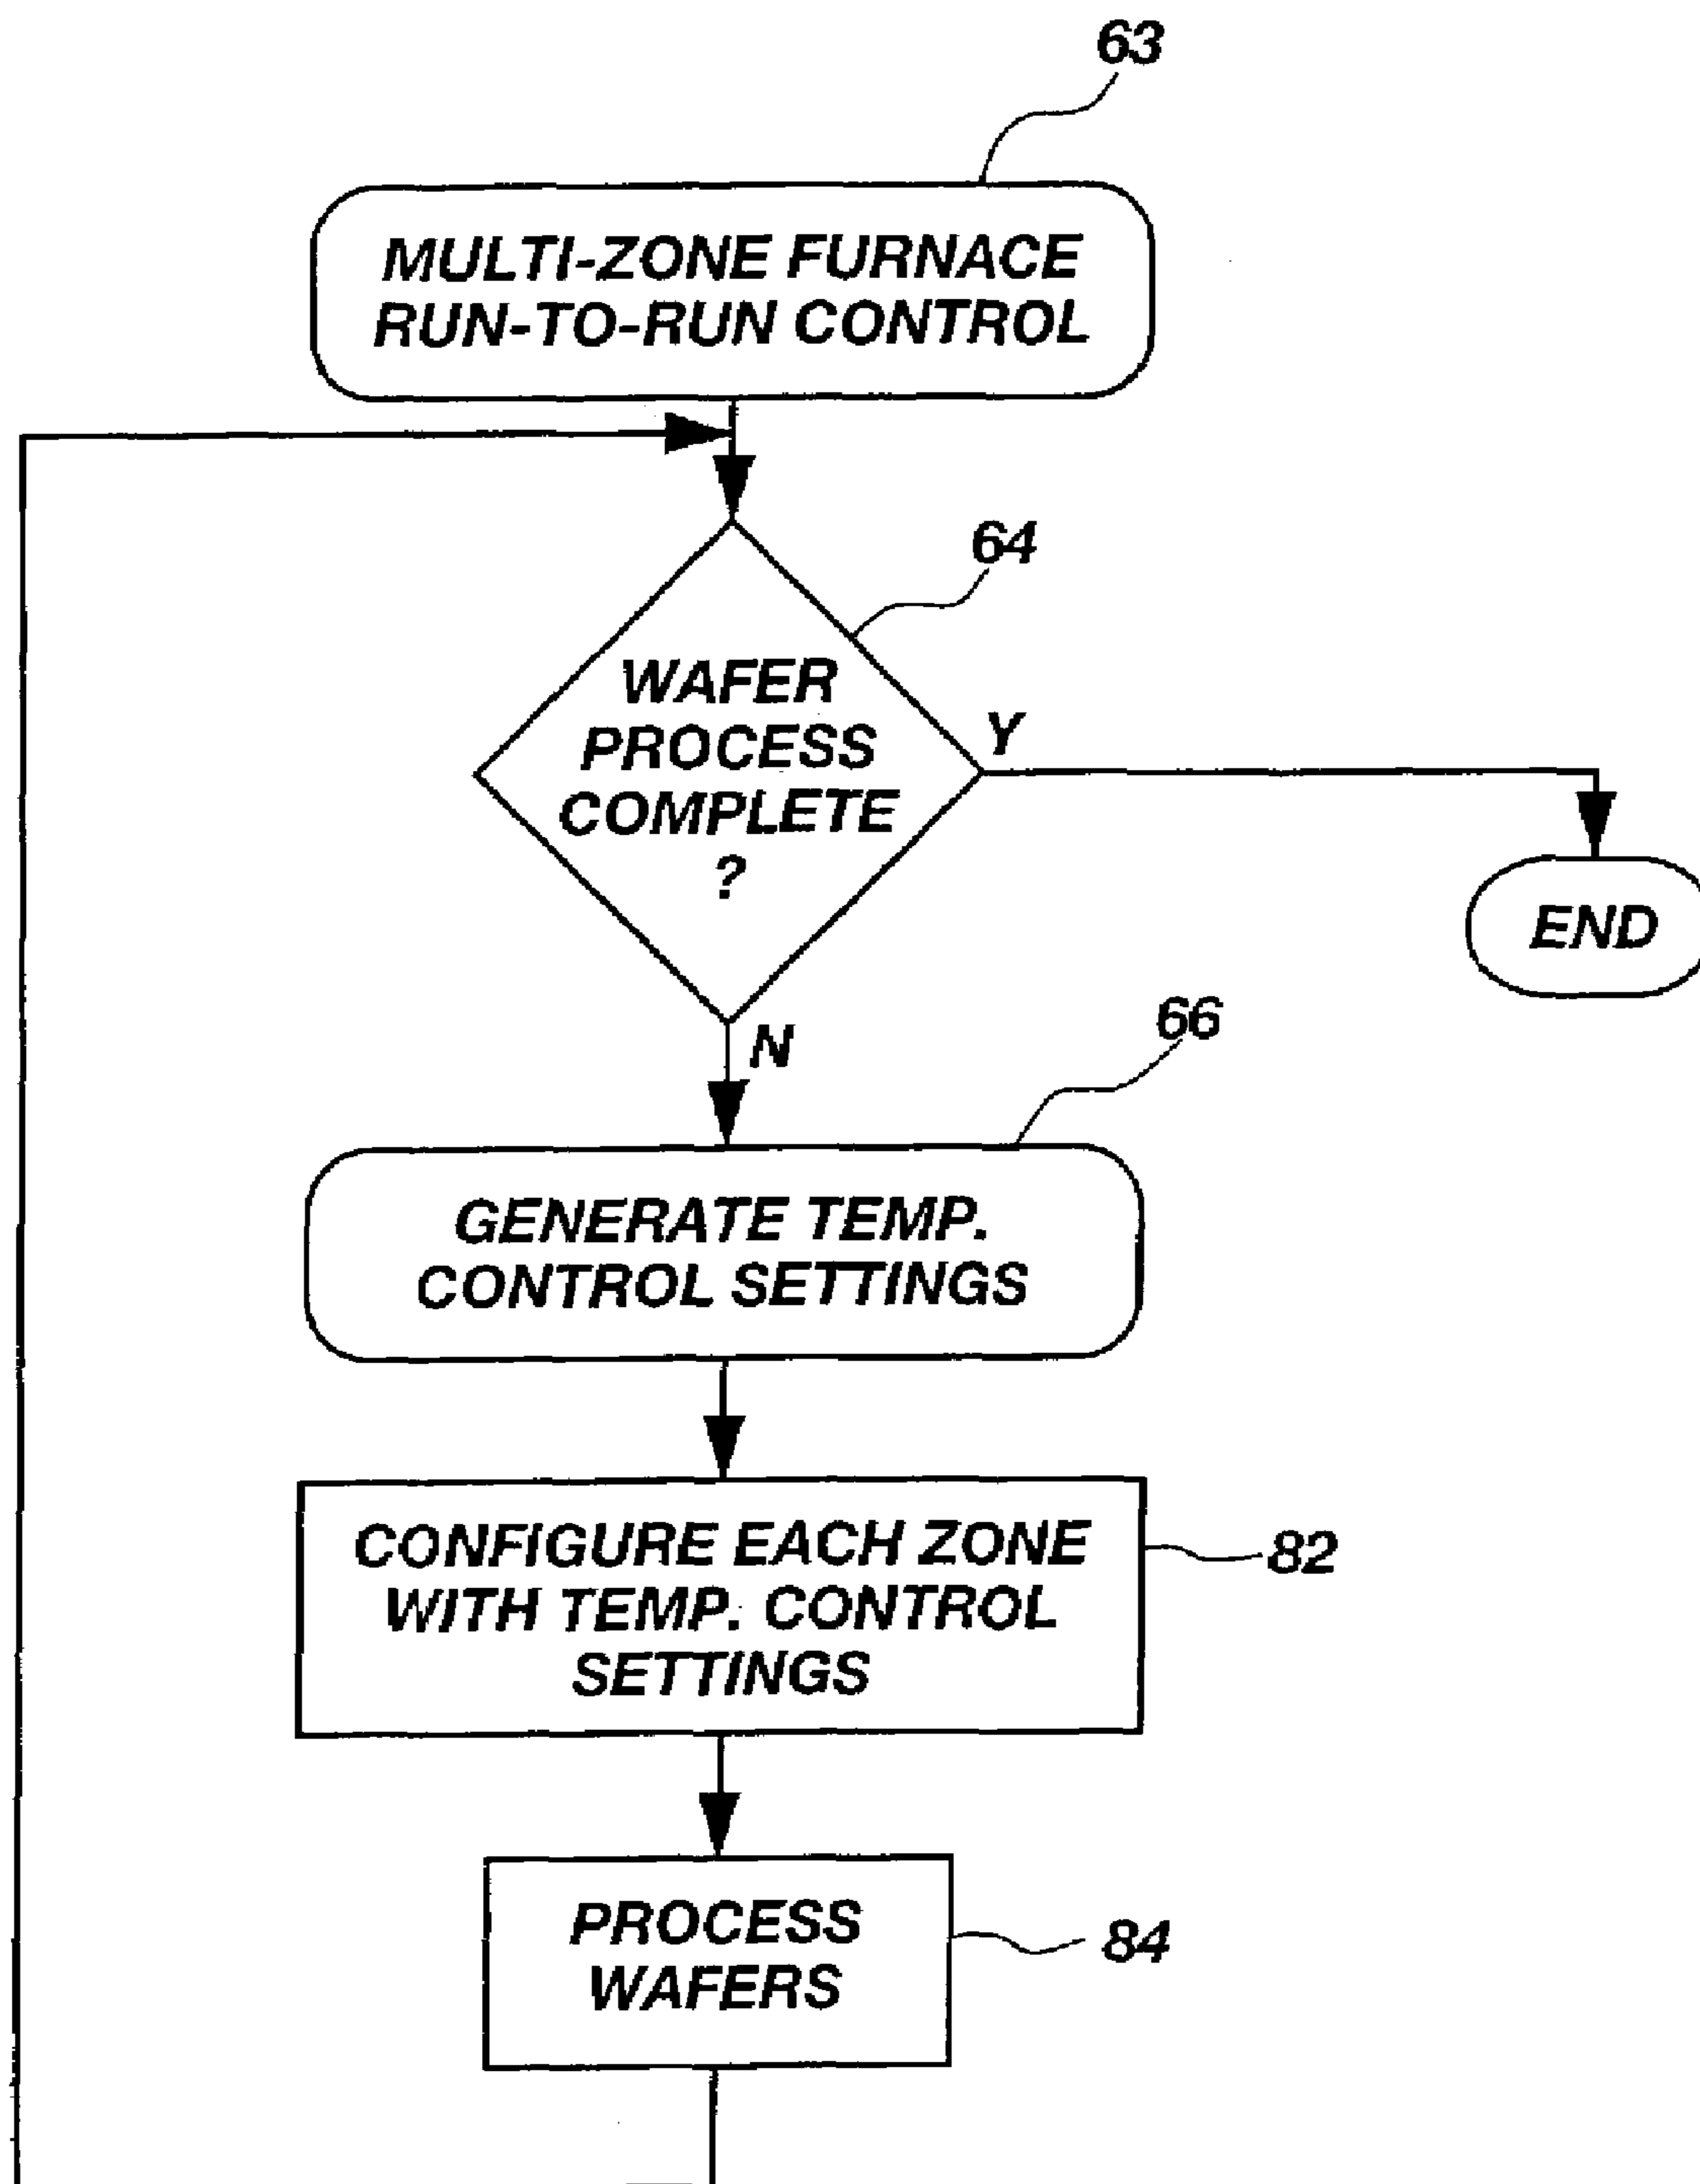 63
MULTI-ZONE FURNACE
RUN-TO-RUN CONTROL
64
WAFER
PROCESS
COMPLETE
?
Y
END
N
66
GENERATE TEMP.
CONTROL SETTINGS
CONFIGURE EACH ZONE
WITH TEMP. CONTROL
SETTINGS
82
PROCESS
WAFERS
84